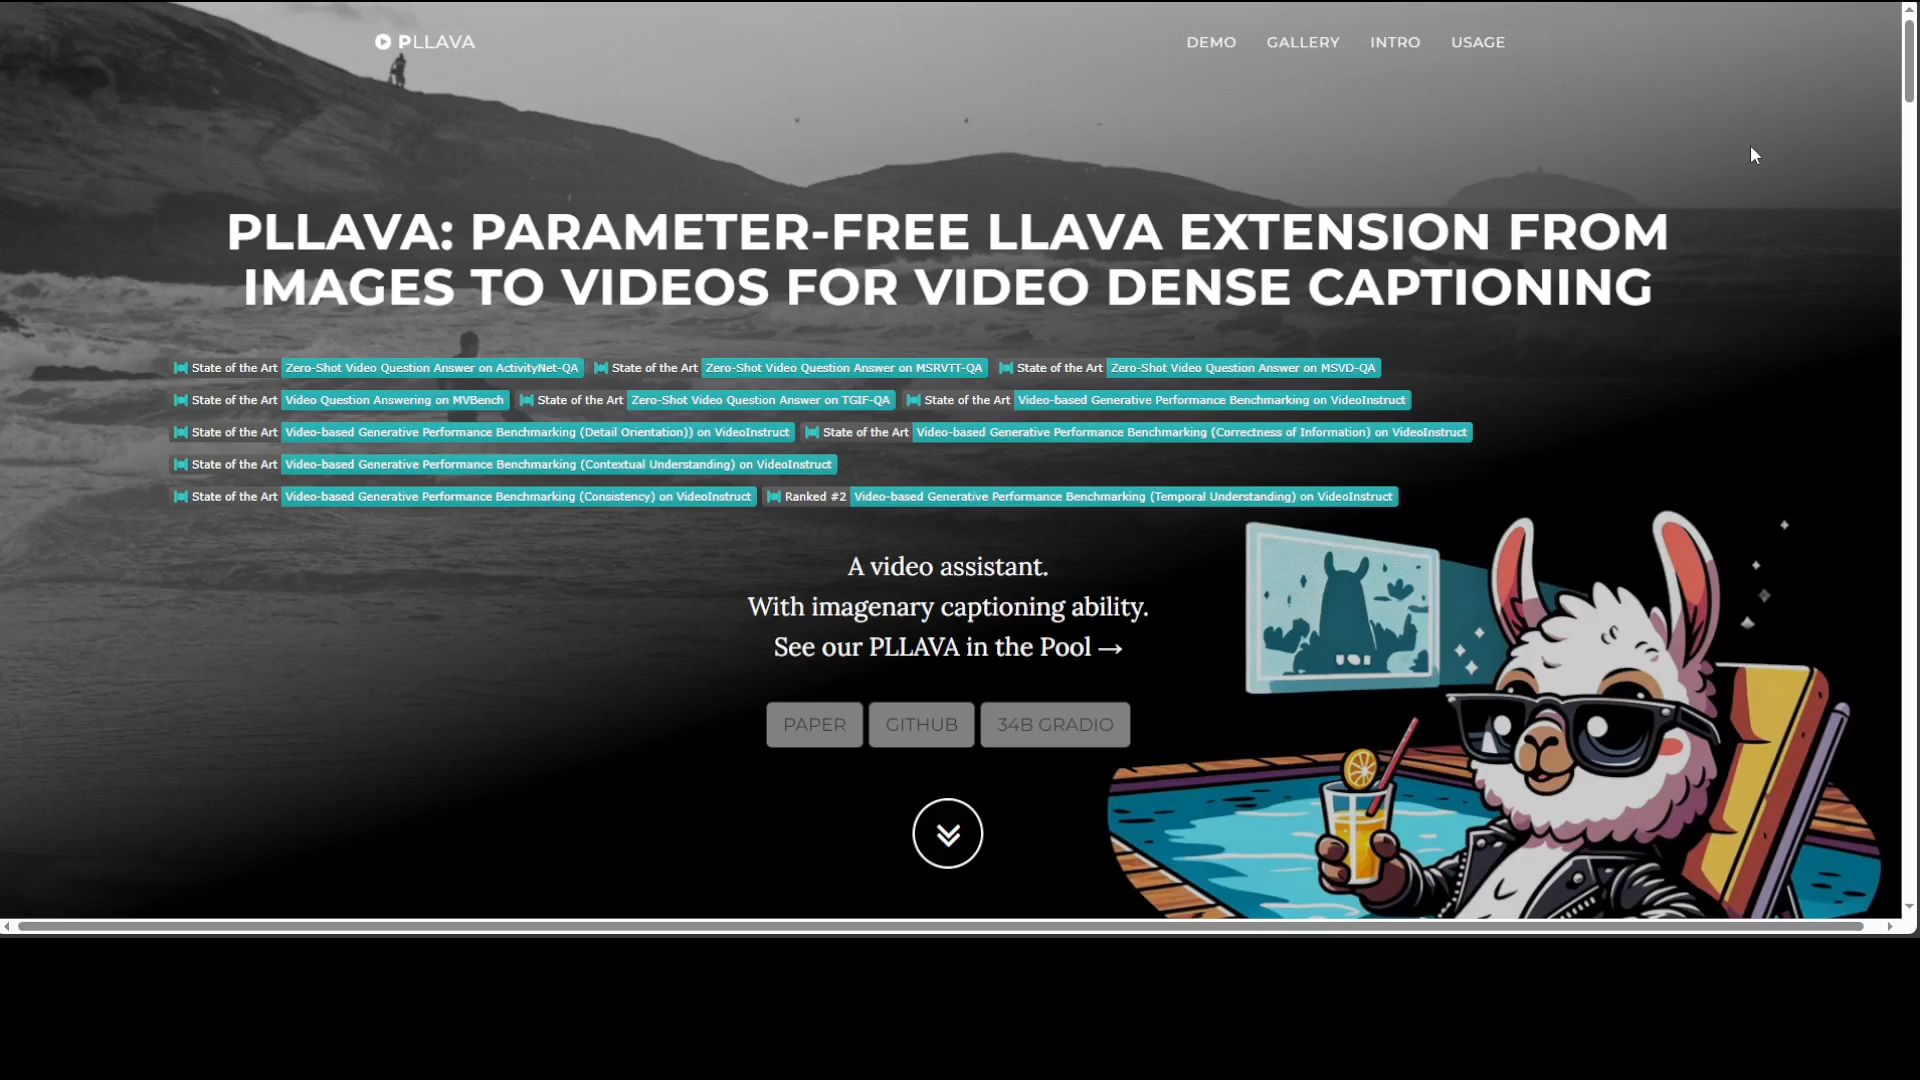 PLLAVA
DEMO GALLERY INTRO USAGE
PLLAVA: PARAMETER-FREE LLAVA EXTENSION FROM
IMAGES TO VIDEOS FOR VIDEO DENSE CAPTIONING
State of the Art Zero-Shot Video Question Answer on ActivityNet-QA State of the Art Zero-Shot Video Question Answer on MSRVTT-QA State of the Art Zero-Shot Video Question Answer on MSVD-QA
State of the Art Video Question Answering on MVBench State of the Art Zero-Shot Video Question Answer on TGIF-QA State of the Art Video-based Generative Performance Benchmarking on VideoInstruct
State of the Art Video-based Generative Performance Benchmarking (Detail Orientation)) on VideoInstruct State of the Art Video-based Generative Performance Benchmarking (Correctness of Information) on VideoInstruct
State of the Art Video-based Generative Performance Benchmarking (Contextual Understanding) on VideoInstruct
State of the Art Video-based Generative Performance Benchmarking (Consistency) on VideoInstruct Ranked #2 Video-based Generative Performance Benchmarking (Temporal Understanding) on VideoInstruct
A video assistant.
With imagenary captioning ability.
See our PLLAVA in the Pool →
PAPER GITHUB 34B GRADIO